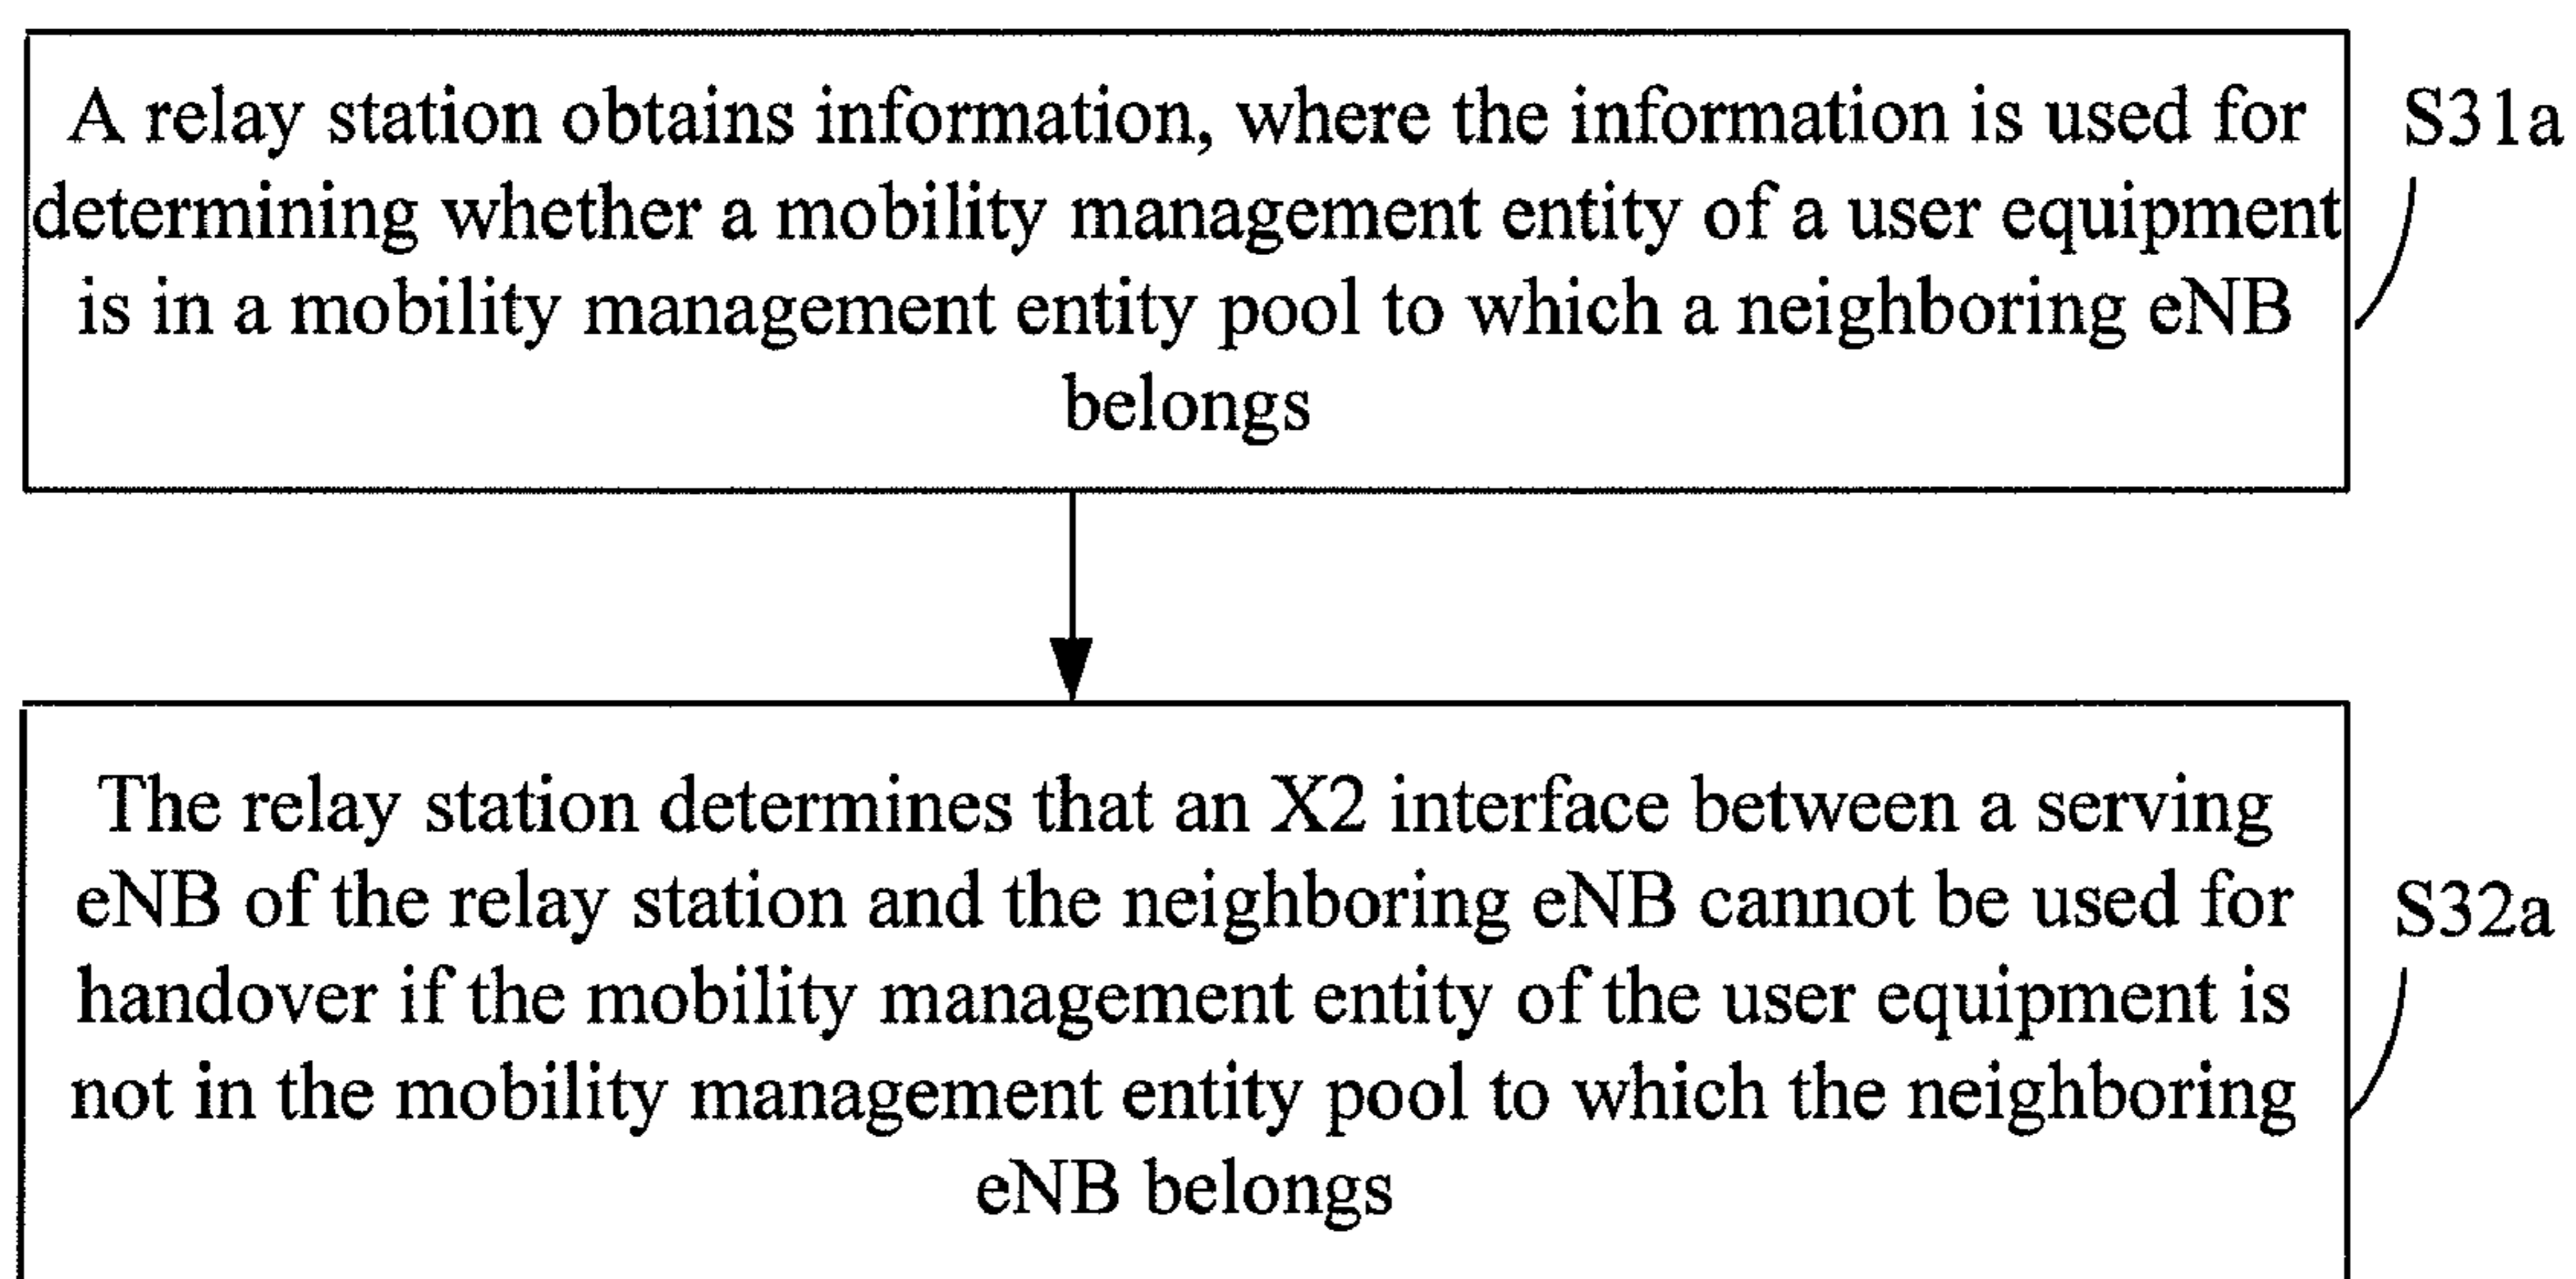 A relay station obtains information, where the information is used for
determining whether a mobility management entity of a user equipment
is in a mobility management entity pool to which a neighboring eNB
belongs
S31a
The relay station determines that an X2 interface between a serving
eNB of the relay station and the neighboring eNB cannot be used for
handover if the mobility management entity of the user equipment is
not in the mobility management entity pool to which the neighboring
eNB belongs
S32a